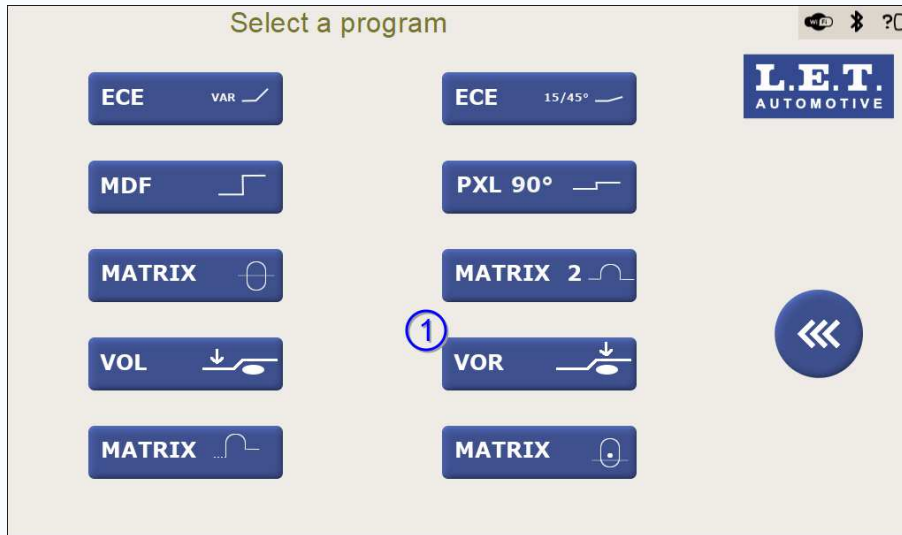 Select a program
WiFi ?
ECE VAR
ECE 15/45°
L.E.T.
AUTOMOTIVE
MDF
PXL 90°
MATRIX
MATRIX 2
1
VOL
VOR
MATRIX
MATRIX